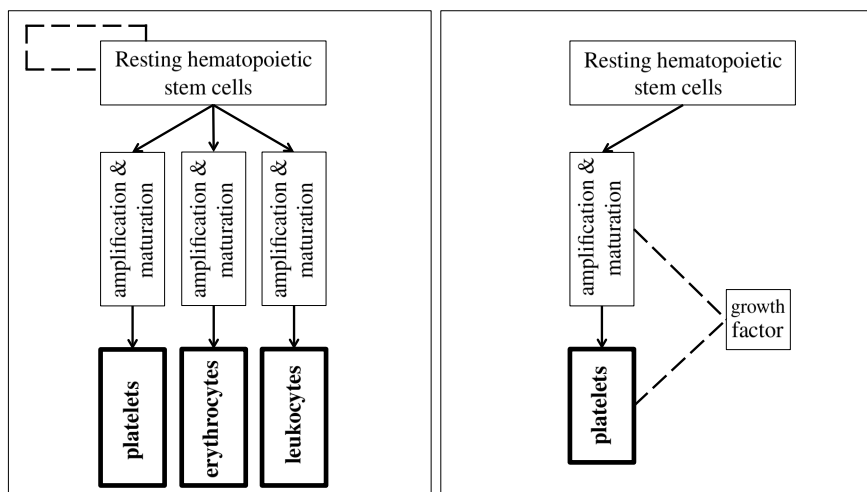 Resting hematopoietic
stem cells
amplification &
maturation
amplification &
maturation
amplification &
maturation
platelets
erythrocytes
leukocytes
Resting hematopoietic
stem cells
amplification &
maturation
growth
factor
platelets